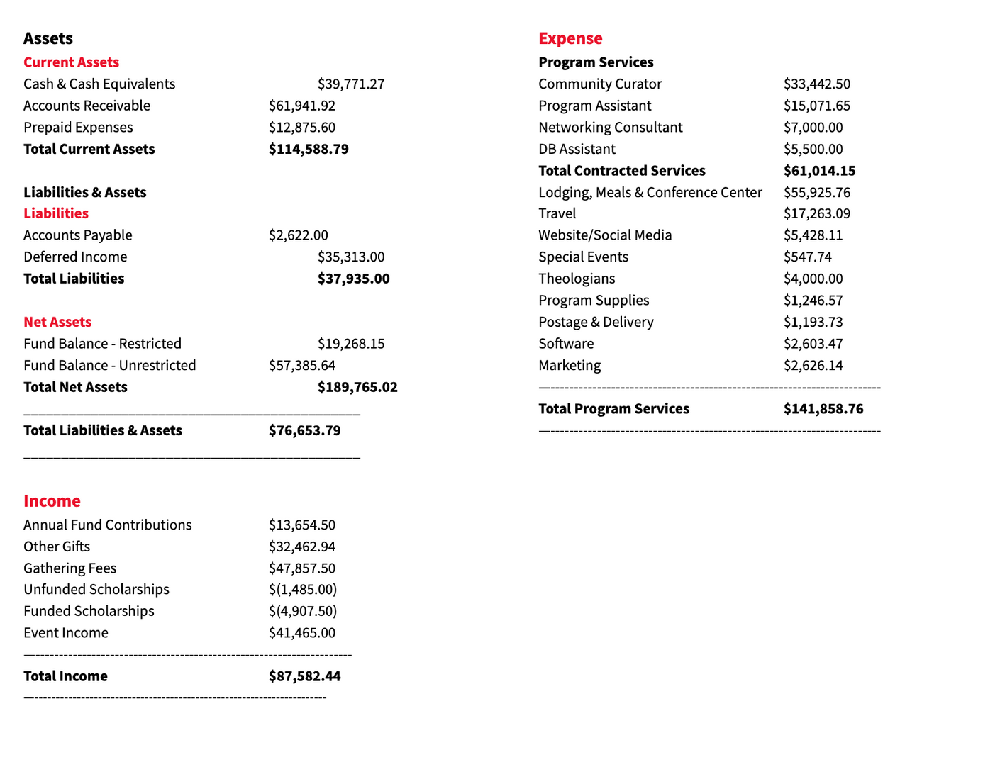 Assets
Current Assets
Cash & Cash Equivalents $39,771.27
Accounts Receivable $61,941.92
Prepaid Expenses $12,875.60
Total Current Assets $114,588.79
Liabilities & Assets
Liabilities
Accounts Payable $2,622.00
Deferred Income $35,313.00
Total Liabilities $37,935.00
Net Assets
Fund Balance - Restricted $19,268.15
Fund Balance - Unrestricted $57,385.64
Total Net Assets $189,765.02
Total Liabilities & Assets $76,653.79
Income
Annual Fund Contributions $13,654.50
Other Gifts $32,462.94
Gathering Fees $47,857.50
Unfunded Scholarships $(1,485.00)
Funded Scholarships $(4,907.50)
Event Income $41,465.00
Total Income $87,582.44
Expense
Program Services
Community Curator $33,442.50
Program Assistant $15,071.65
Networking Consultant $7,000.00
DB Assistant $5,500.00
Total Contracted Services $61,014.15
Lodging, Meals & Conference Center $55,925.76
Travel $17,263.09
Website/Social Media $5,428.11
Special Events $547.74
Theologians $4,000.00
Program Supplies $1,246.57
Postage & Delivery $1,193.73
Software $2,603.47
Marketing $2,626.14
Total Program Services $141,858.76